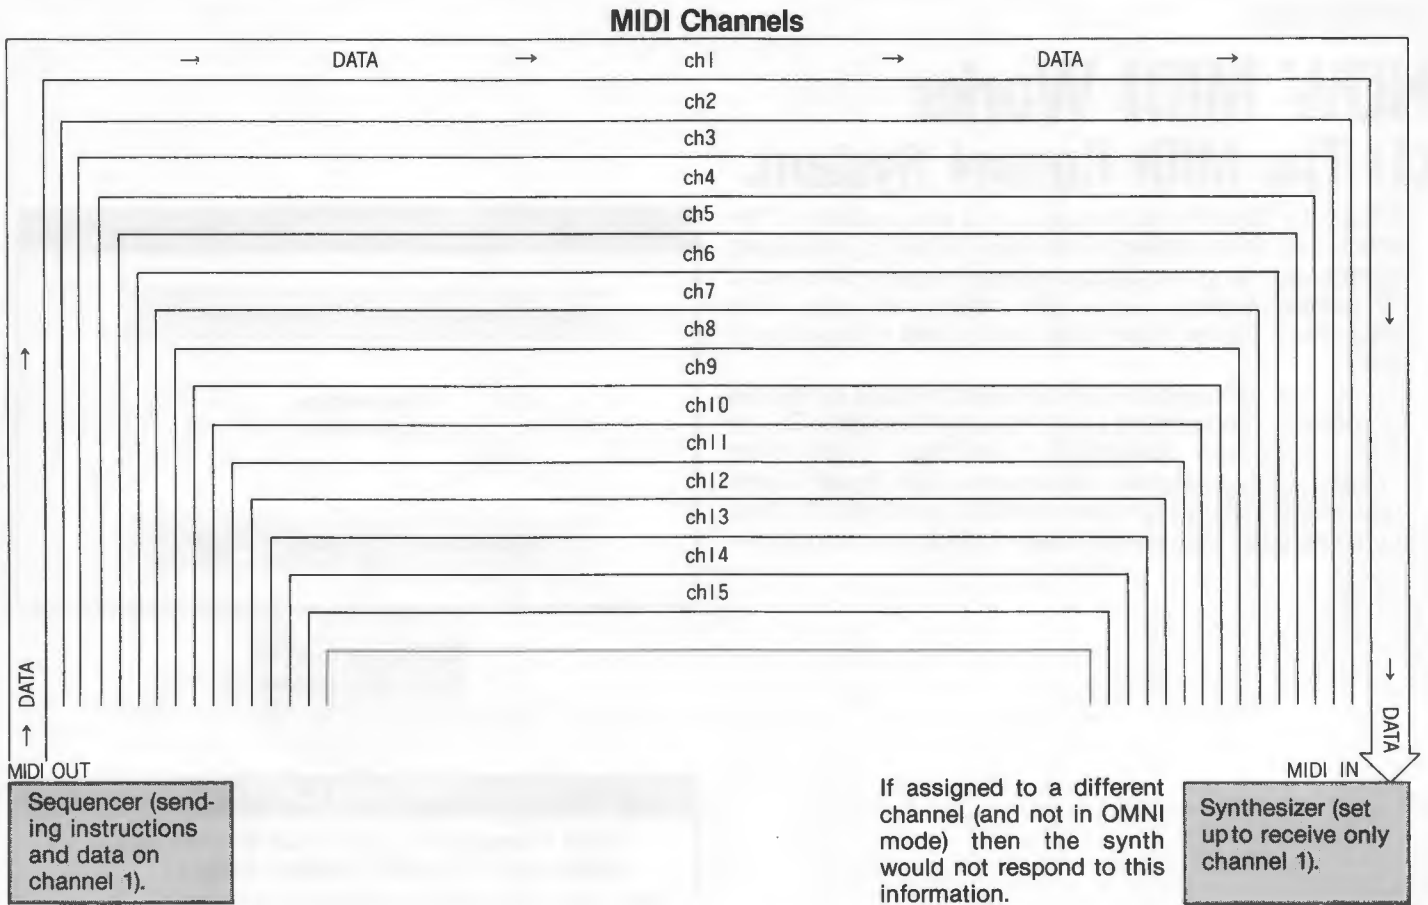 MIDI Channels
→ DATA → ch1 → DATA →
ch2
ch3
ch4
ch5
ch6
ch7
ch8
ch9
ch10
ch11
ch12
ch13
ch14
ch15
→ DATA →
→ DATA
MIDI OUT
MIDI IN
Sequencer (send-
ing instructions
and data on
channel 1).
If assigned to a different
channel (and not in OMNI
mode) then the synth
would not respond to this
information.
Synthesizer (set
up to receive only
channel 1).
HOW MIDI Works